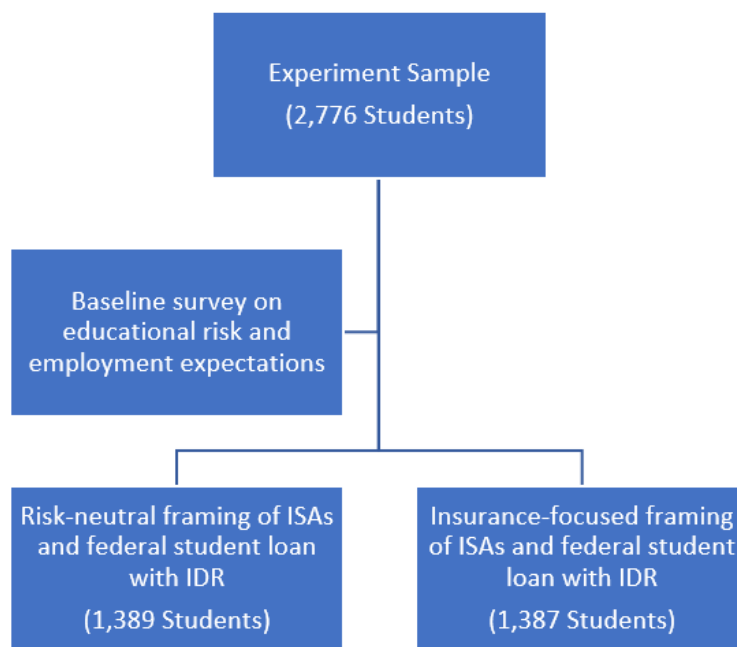 Experiment Sample
(2,776 Students)
Baseline survey on
educational risk and
employment expectations
Risk-neutral framing of ISAs
and federal student loan
with IDR
(1,389 Students)
Insurance-focused framing
of ISAs and federal student
loan with IDR
(1,387 Students)